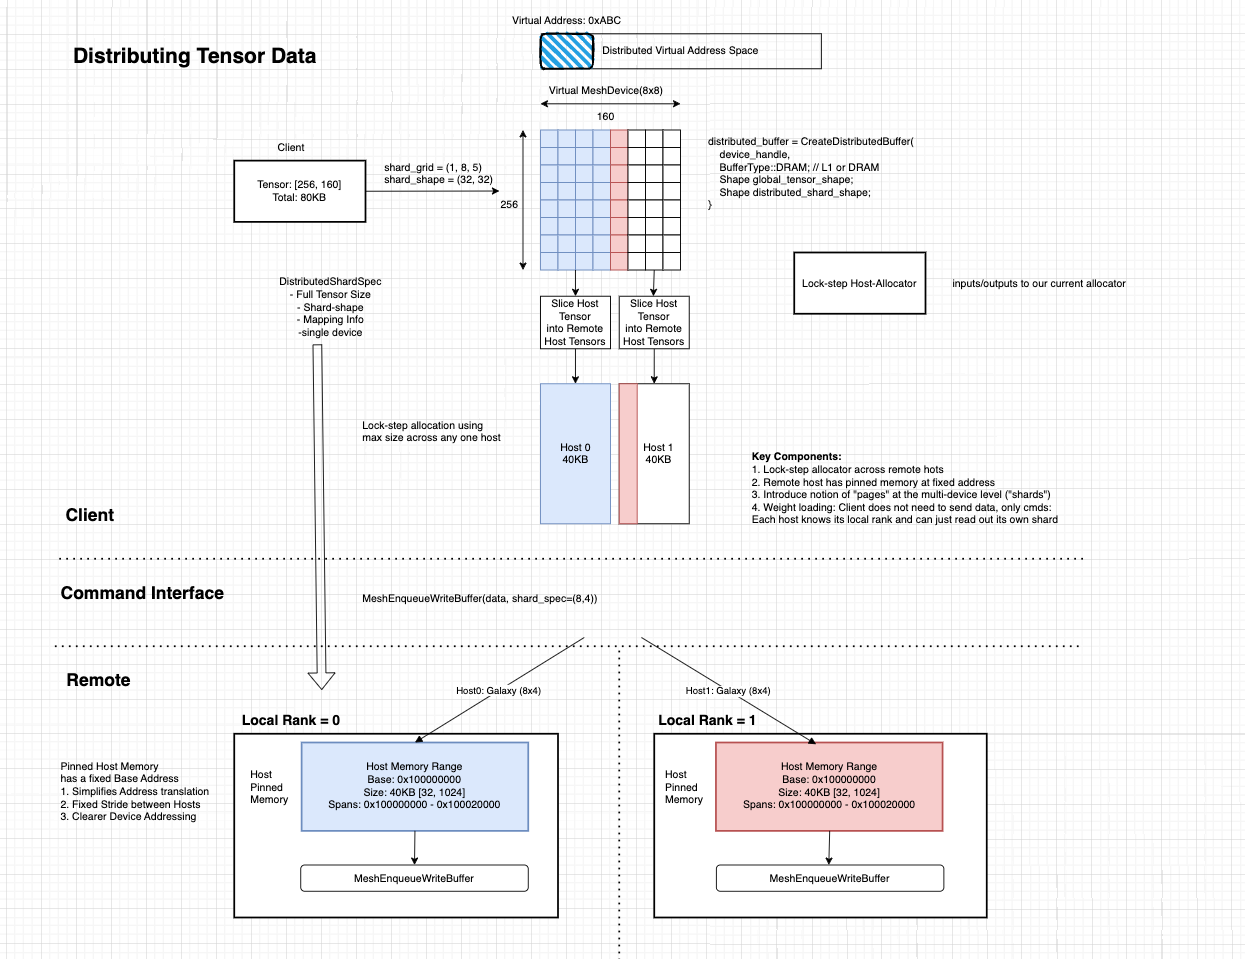 Virtual Address: 0xABC
Distributing Tensor Data
Distributed Virtual Address Space
Virtual MeshDevice(8x8)
160
Client
Tensor: [256, 160]
Total: 80KB
shard_grid = (1, 8, 5)
shard_shape = (32, 32)
256
distributed_buffer = CreateDistributedBuffer(
device_handle,
BufferType::DRAM; // L1 or DRAM
Shape global_tensor_shape;
Shape distributed_shard_shape;
}
Lock-step Host-Allocator
inputs/outputs to our current allocator
DistributedShardSpec
- Full Tensor Size
- Shard-shape
- Mapping Info
-single device
Slice Host
Tensor
into Remote
Host Tensors
Slice Host
Tensor
into Remote
Host Tensors
Lock-step allocation using
max size across any one host
Host 0
40KB
Host 1
40KB
Key Components:
1. Lock-step allocator across remote hots
2. Remote host has pinned memory at fixed address
3. Introduce notion of "pages" at the multi-device level ("shards")
4. Weight loading: Client does not need to send data, only cmds:
Each host knows its local rank and can just read out its own shard
Client
Command Interface
MeshEnqueueWriteBuffer(data, shard_spec=(8,4))
Remote
Host0: Galaxy (8x4)
Host1: Galaxy (8x4)
Local Rank = 0
Local Rank = 1
Pinned Host Memory
has a fixed Base Address
1. Simplifies Address translation
2. Fixed Stride between Hosts
3. Clearer Device Addressing
Host
Pinned
Memory
Host Memory Range
Base: 0x100000000
Size: 40KB [32, 1024]
Spans: 0x100000000 - 0x100020000
MeshEnqueueWriteBuffer
Host
Pinned
Memory
Host Memory Range
Base: 0x100000000
Size: 40KB [32, 1024]
Spans: 0x100000000 - 0x100020000
MeshEnqueueWriteBuffer